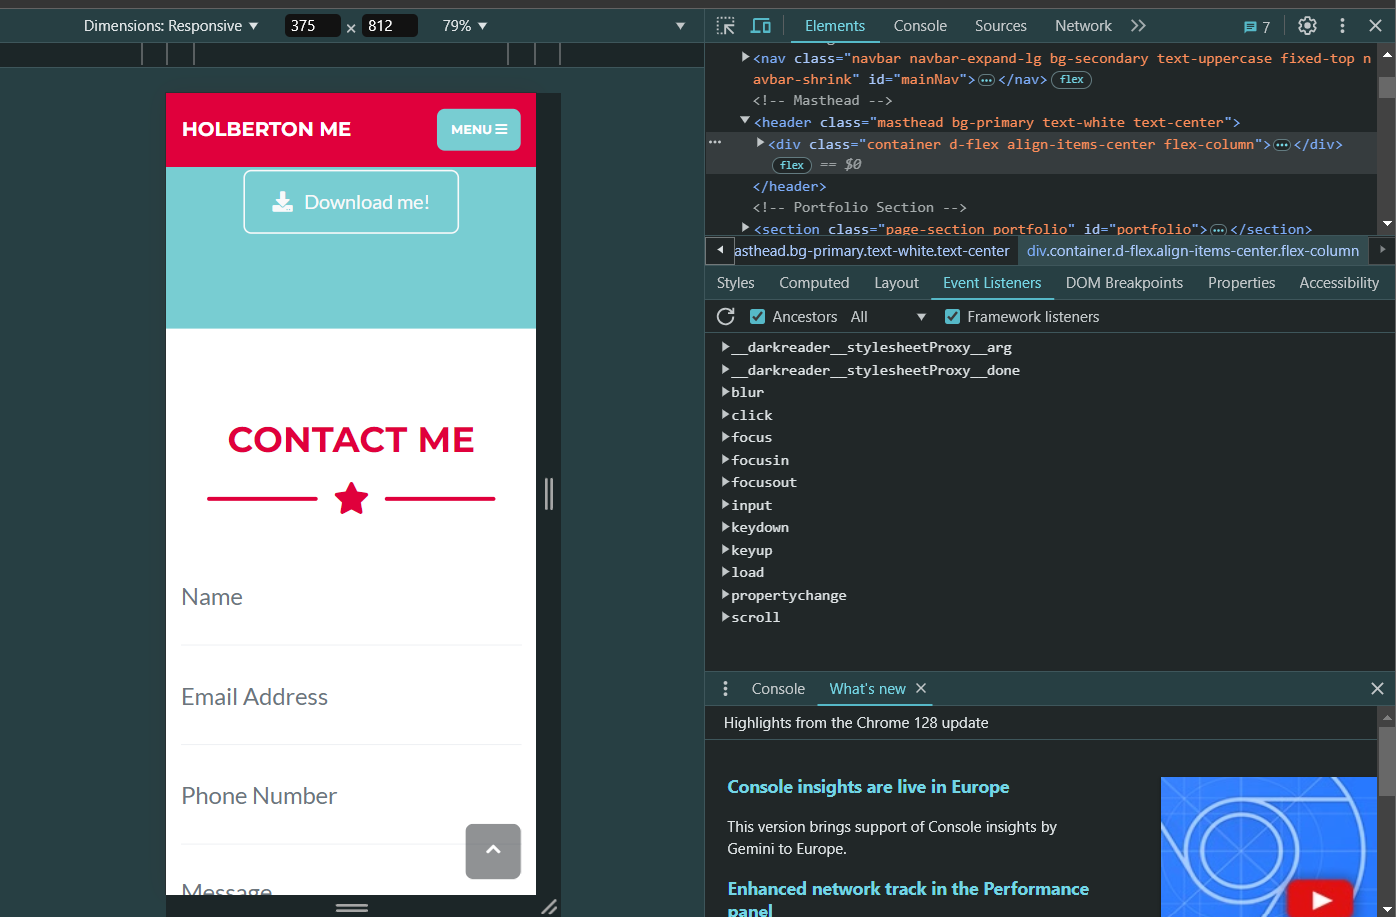 Dimensions: Responsive ▼ 375 × 812 79% ▼ ▼
HOLBERTON ME
MENU
Download me!
CONTACT ME
Name
Email Address
Phone Number
Message
Elements Console Sources Network 7
<nav class="navbar navbar-expand-lg bg-secondary text-uppercase fixed-top n
avbar-shrink" id="mainNav">…</nav> flex
<!-- Masthead -->
<header class="masthead bg-primary text-white text-center">
<div class="container d-flex align-items-center flex-column">…</div>
flex == $0
</header>
<!-- Portfolio Section -->
<section class="page-section portfolio" id="portfolio">…</section>
asthead.bg-primary.text-white.text-center div.container.d-flex.align-items-center.flex-column
Styles Computed Layout Event Listeners DOM Breakpoints Properties Accessibility
Ancestors All ▼ Framework listeners
__darkreader__stylesheetProxy__arg
__darkreader__stylesheetProxy__done
blur
click
focus
focusin
focusout
input
keydown
keyup
load
propertychange
scroll
Console What's new
Highlights from the Chrome 128 update
Console insights are live in Europe
This version brings support of Console insights by
Gemini to Europe.
Enhanced network track in the Performance
panel